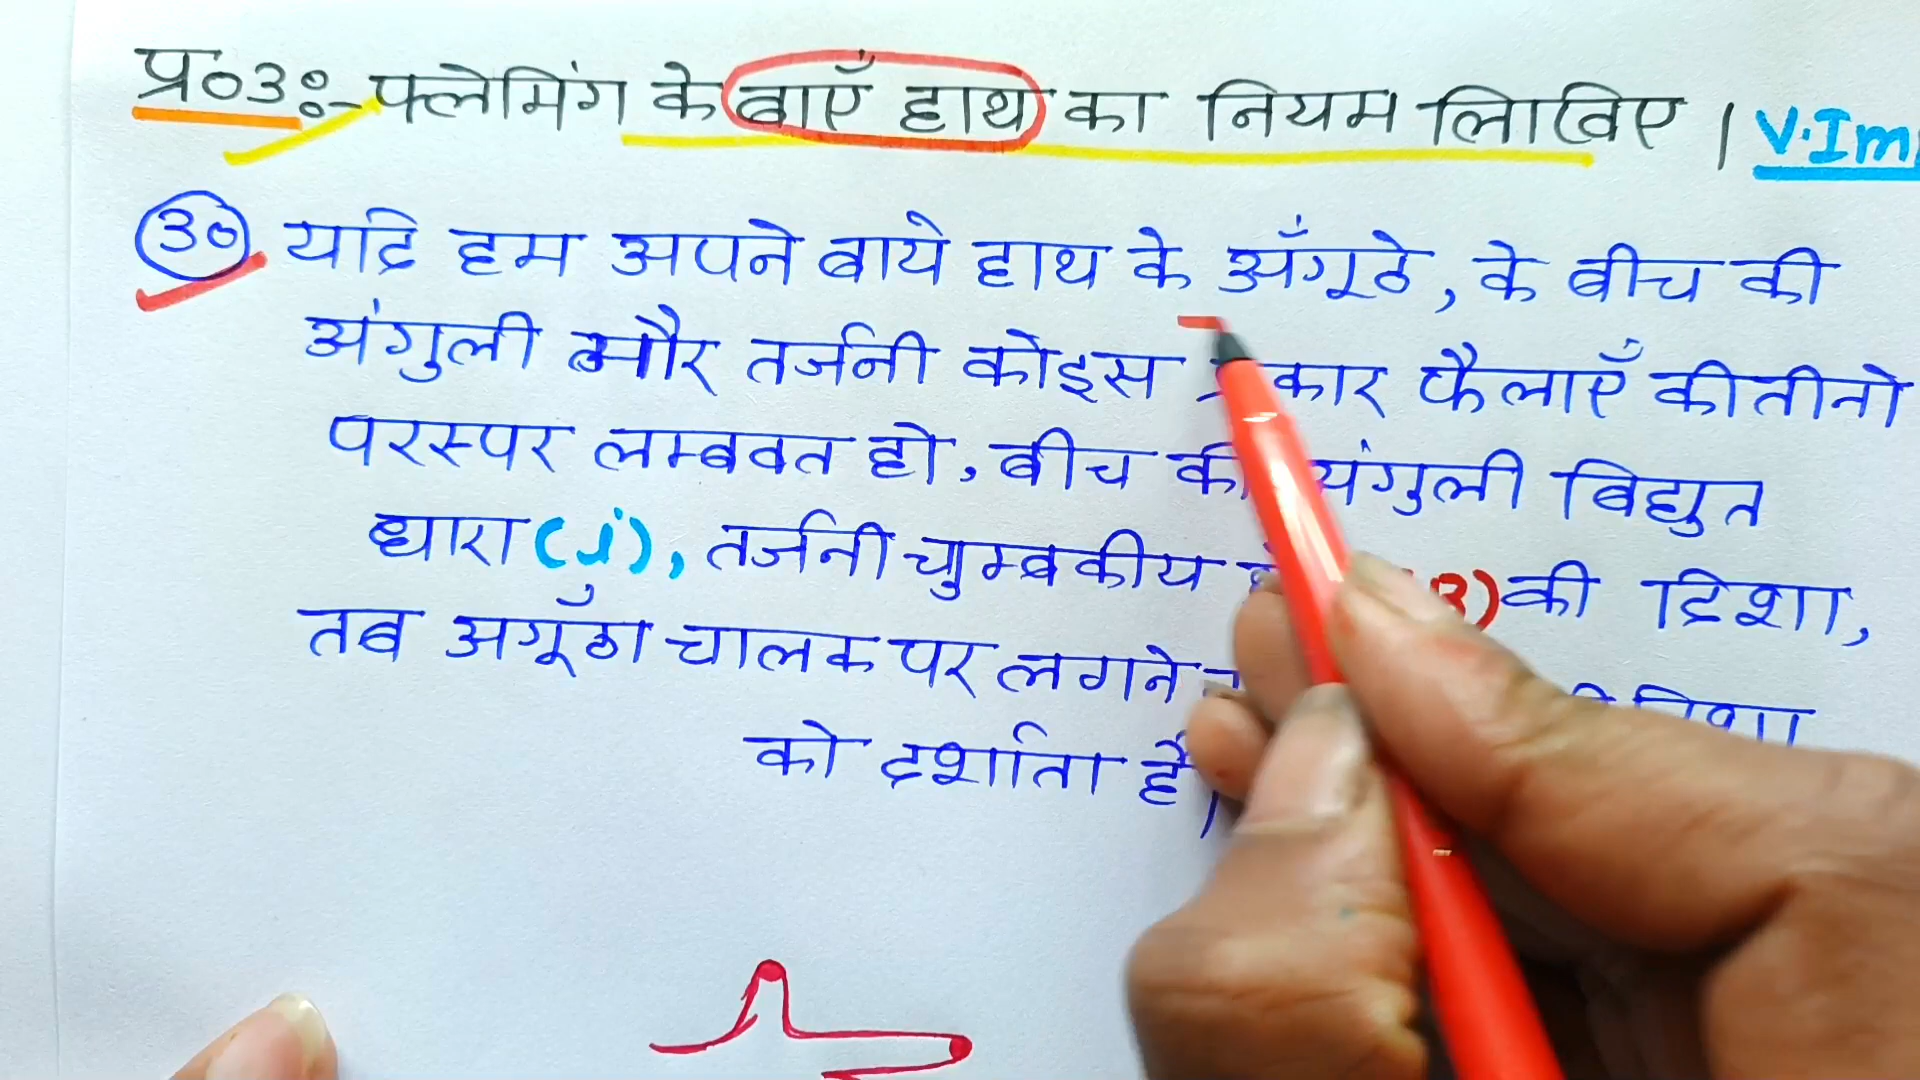 प्र०3ः- फ्लेमिंग के बाएँ हाथ का नियम लिखिए । V.Im
उ० यदि हम अपने बाये हाथ के अँगूठे, के बीच की
अंगुली और तर्जनी को इस कार फैलाएँ की तीनो
परस्पर लम्बवत हो, बीच की अंगुली बिद्युत
धारा (i), तर्जनी चुम्बकीय की दिशा,
तब अगूँठा चालक पर लगने दिशा
को दर्शाता है।